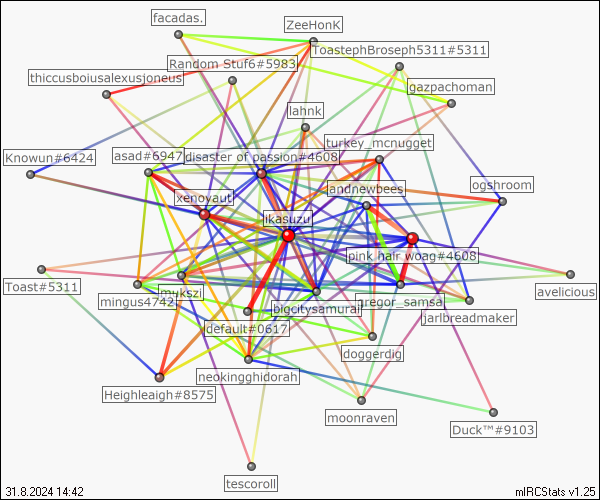 facadas.
ZeeHonK
ToastephBroseph5311#5311
Random Stuf6#5983
thiccusboiusalexusjoneus
gazpachoman
lahnk
turkey_mcnugget
Knowun#6424
asad#6947
disaster of passion#4608
andnewbees
ogshroom
xenoyaut
ikasuzu
pink hair woag#4608
Toast#5311
mykszi
mingus4742
bigcitysamurai
gregor_samsa
avelicious
jarlbreadmaker
default#0617
doggerdig
neokingghidorah
Heighleaigh#8575
moonraven
Duck™#9103
tescoroll
31.8.2024 14:42
mIRCStats v1.25